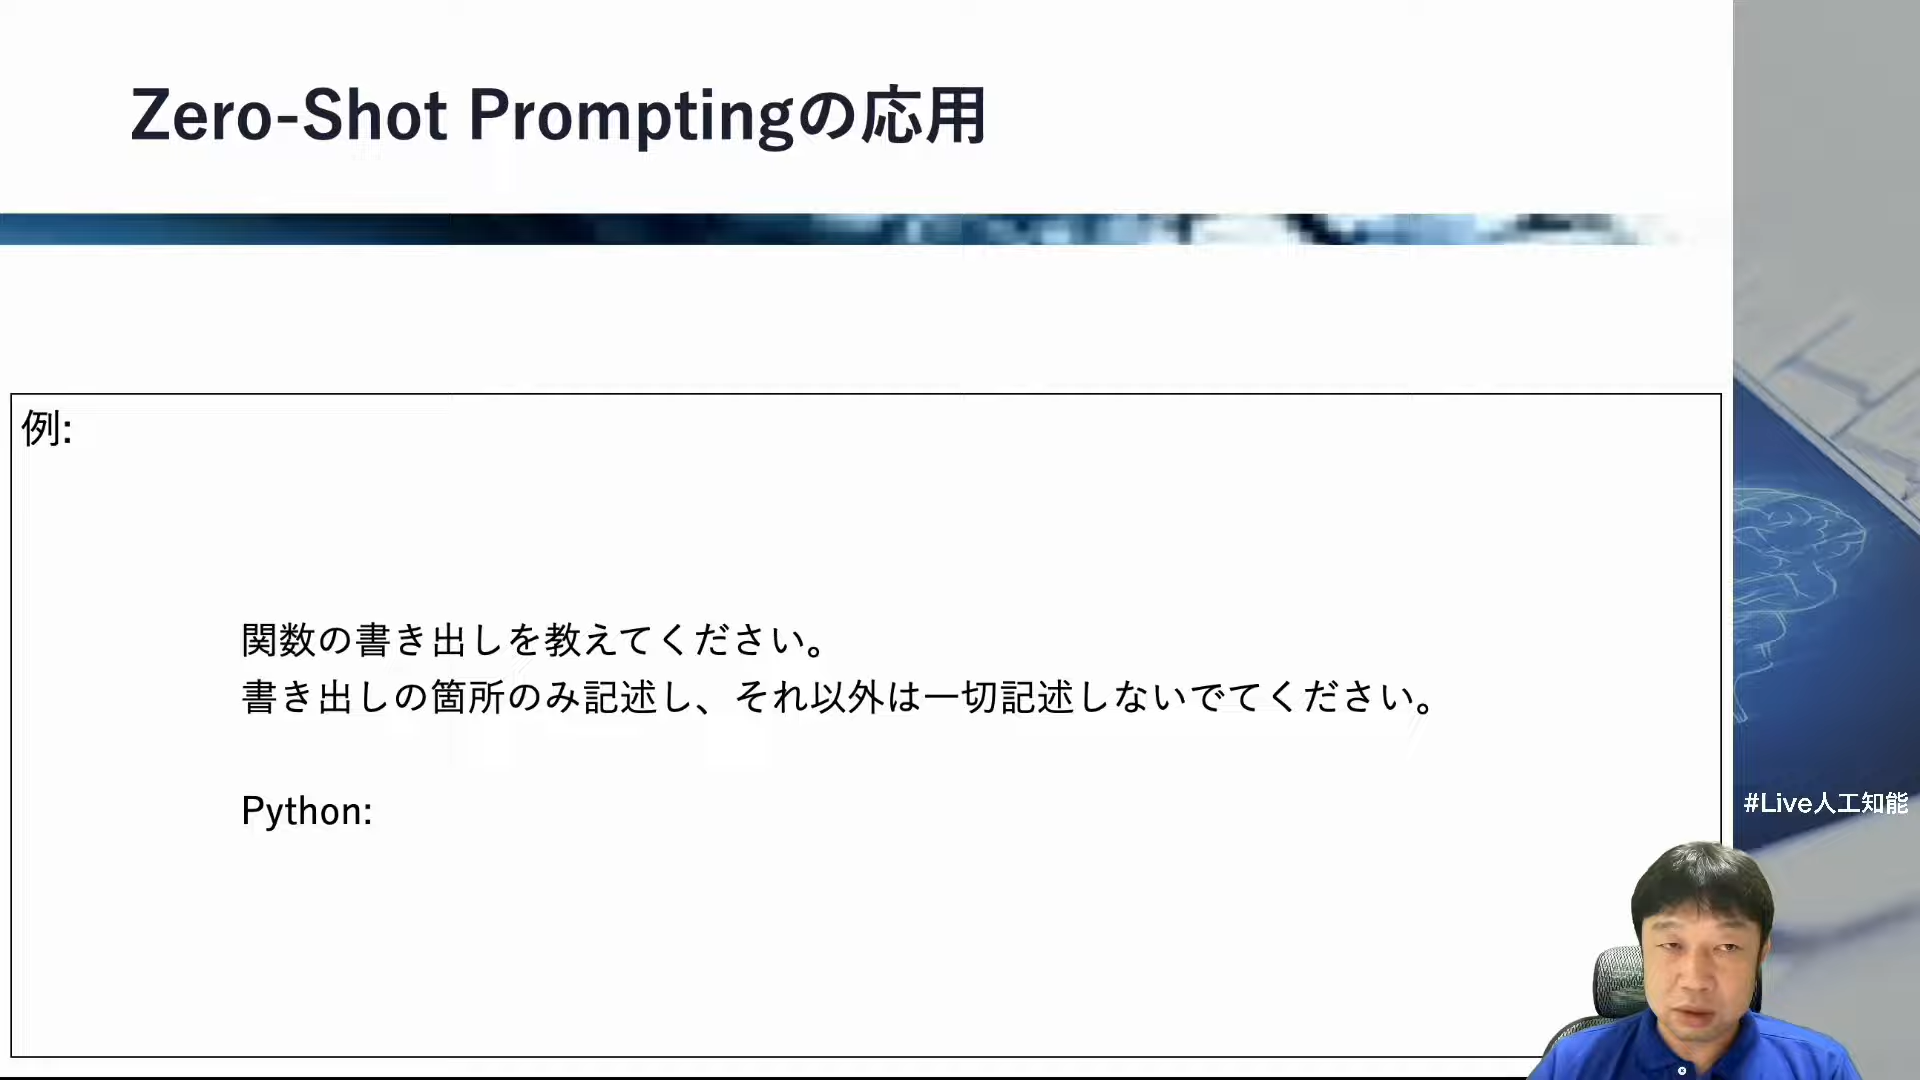 Zero-Shot Promptingの応用
例:
関数の書き出しを教えてください。
書き出しの箇所のみ記述し、それ以外は一切記述しないでてください。
Python:
#Live人工知能